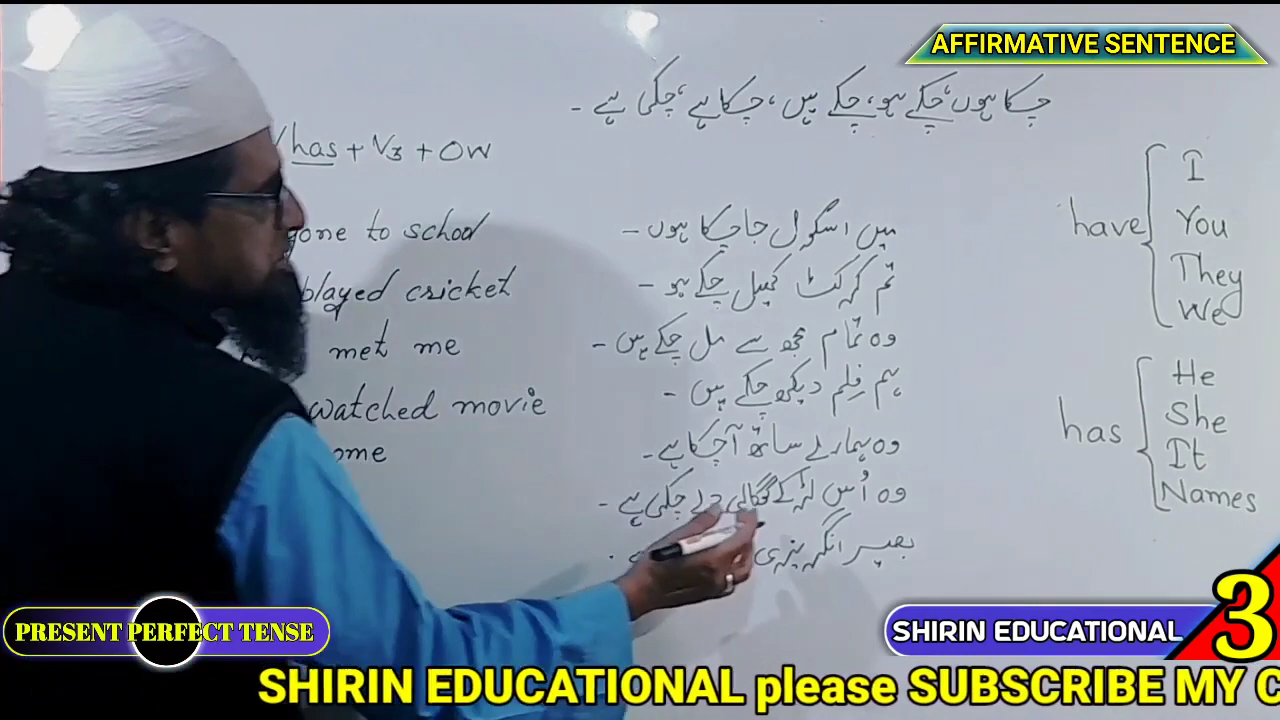 AFFIRMATIVE SENTENCE
چکا ہوں، چکے ہو، چکے ہیں، چکا ہے، چکی ہے -
/has + V3 + OW
میں اسکول جا چکا ہوں -
gone to school
تم کرکٹ کھیل چکے ہو -
played cricket
وہ تمام مجھ سے مل چکے ہیں -
met me
ہم فلم دیکھ چکے ہیں -
watched movie
وہ ہمارے ساتھ آ چکا ہے -
ome
وہ اُس لڑکے گالی دے چکی ہے -
انگریزی
have { I
You
They
We
has { He
She
It
Names
PRESENT PERFECT TENSE
SHIRIN EDUCATIONAL
3
SHIRIN EDUCATIONAL please SUBSCRIBE MY C